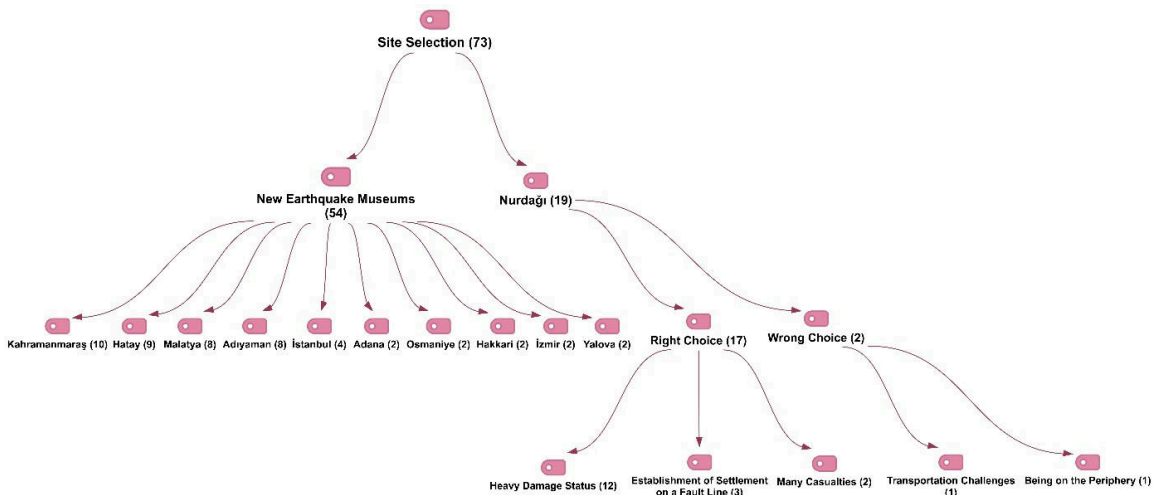 Site Selection (73)
New Earthquake Museums
(54)
Nurdağı (19)
Kahramanmaraş (10)
Hatay (9)
Malatya (8)
Adıyaman (8)
İstanbul (4)
Adana (2)
Osmaniye (2)
Hakkari (2)
İzmir (2)
Yalova (2)
Right Choice (17)
Wrong Choice (2)
Heavy Damage Status (12)
Establishment of Settlement
on a Fault Line (3)
Many Casualties (2)
Transportation Challenges
(1)
Being on the Periphery (1)